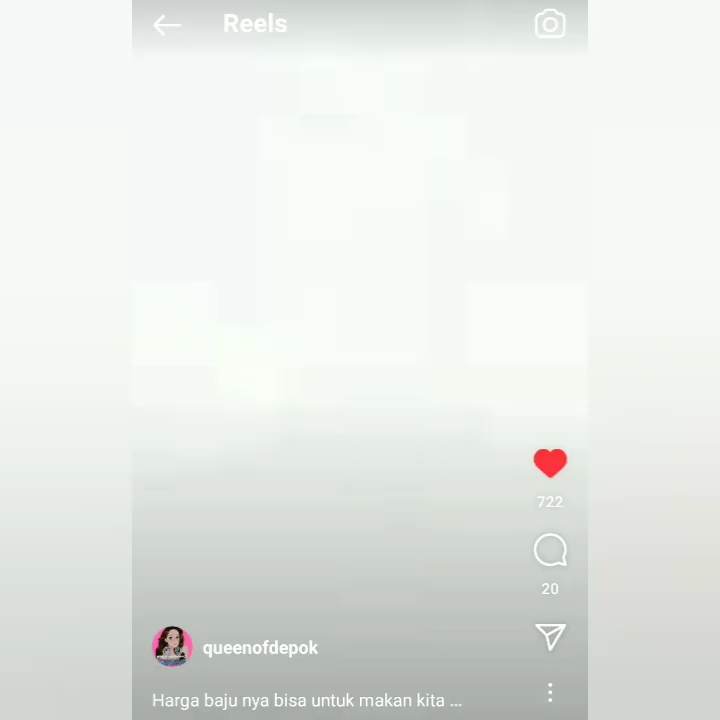 Reels
722
20
queenofdepok
Harga baju nya bisa untuk makan kita ...